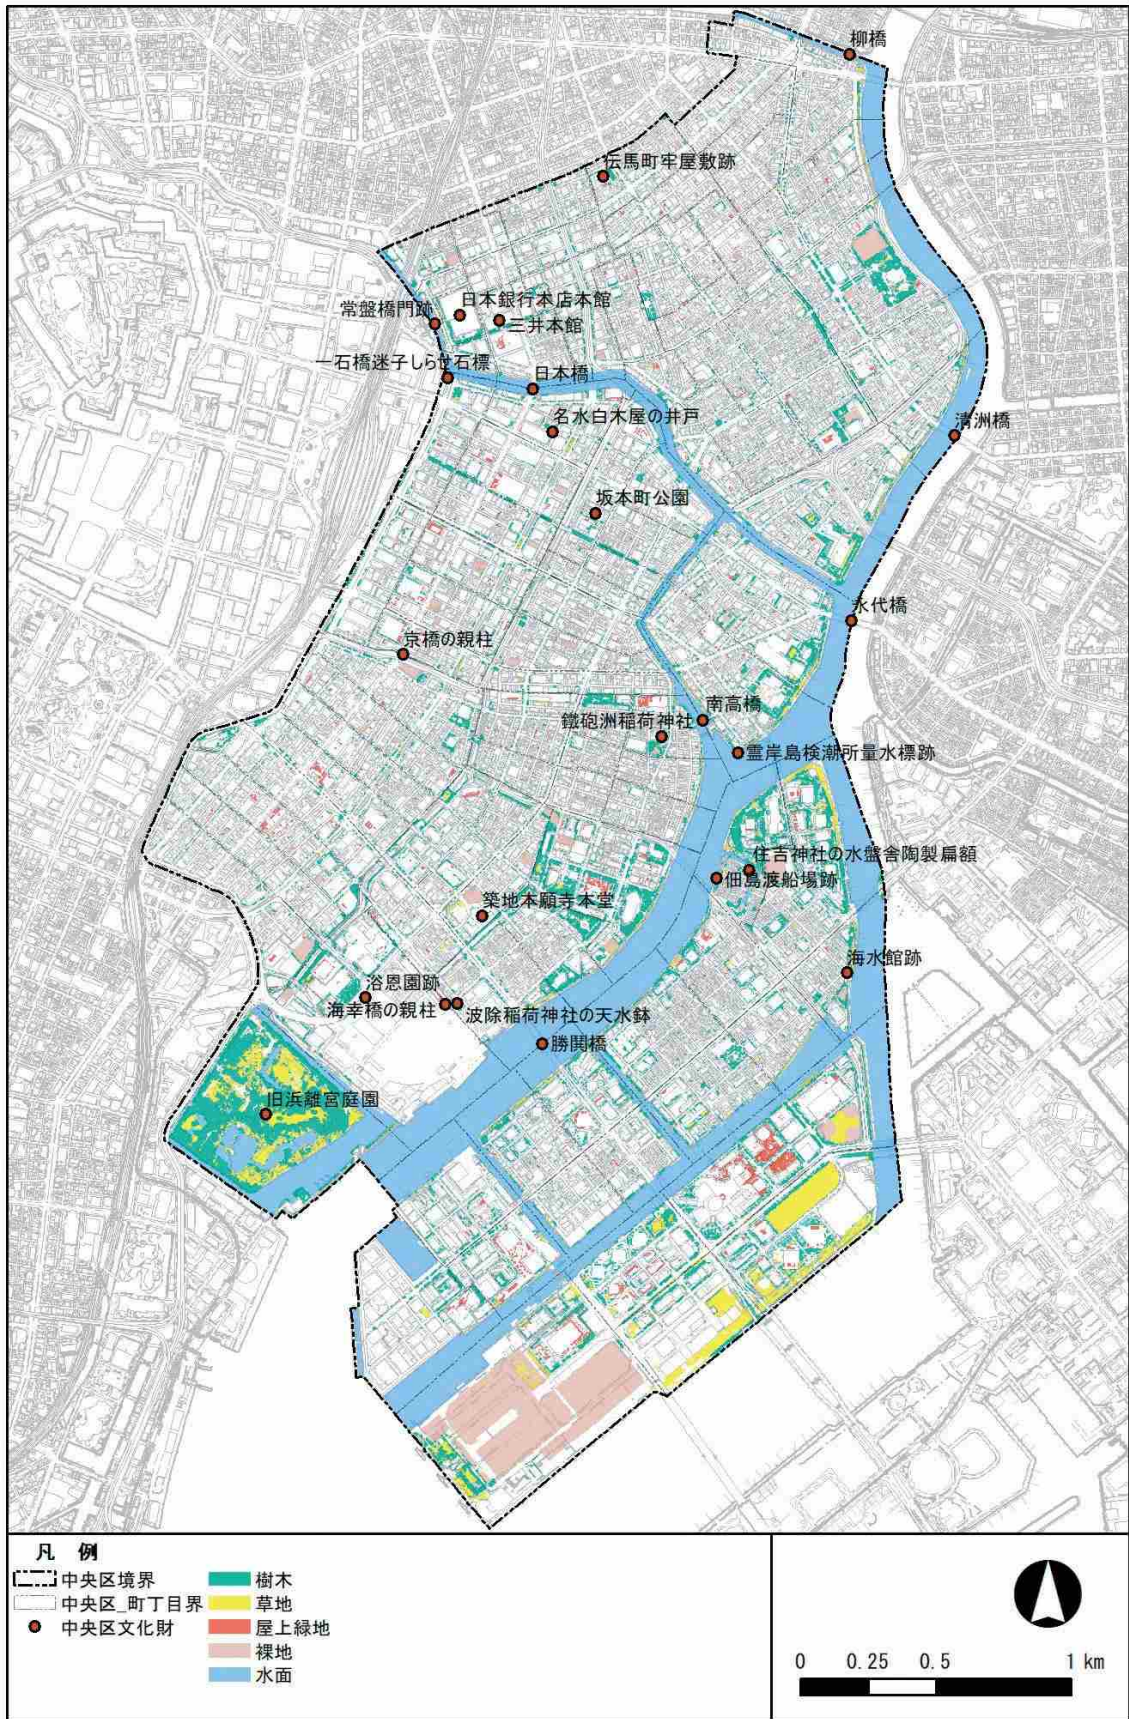 柳橋
伝馬町牢屋敷跡
日本銀行本店本館
常盤橋門跡
三井本館
一石橋迷子しらせ石標
日本橋
名水白木屋の井戸
清洲橋
坂本町公園
永代橋
京橋の親柱
南高橋
鐵砲洲稲荷神社
霊岸島検潮所量水標跡
住吉神社の水盤舎陶製扁額
佃島渡船場跡
築地本願寺本堂
海水館跡
浴恩園跡
海幸橋の親柱
波除稲荷神社の天水鉢
勝鬨橋
旧浜離宮庭園
凡 例
中央区境界
中央区_町丁目界
中央区文化財
樹木
草地
屋上緑地
裸地
水面
0 0.25 0.5 1 km